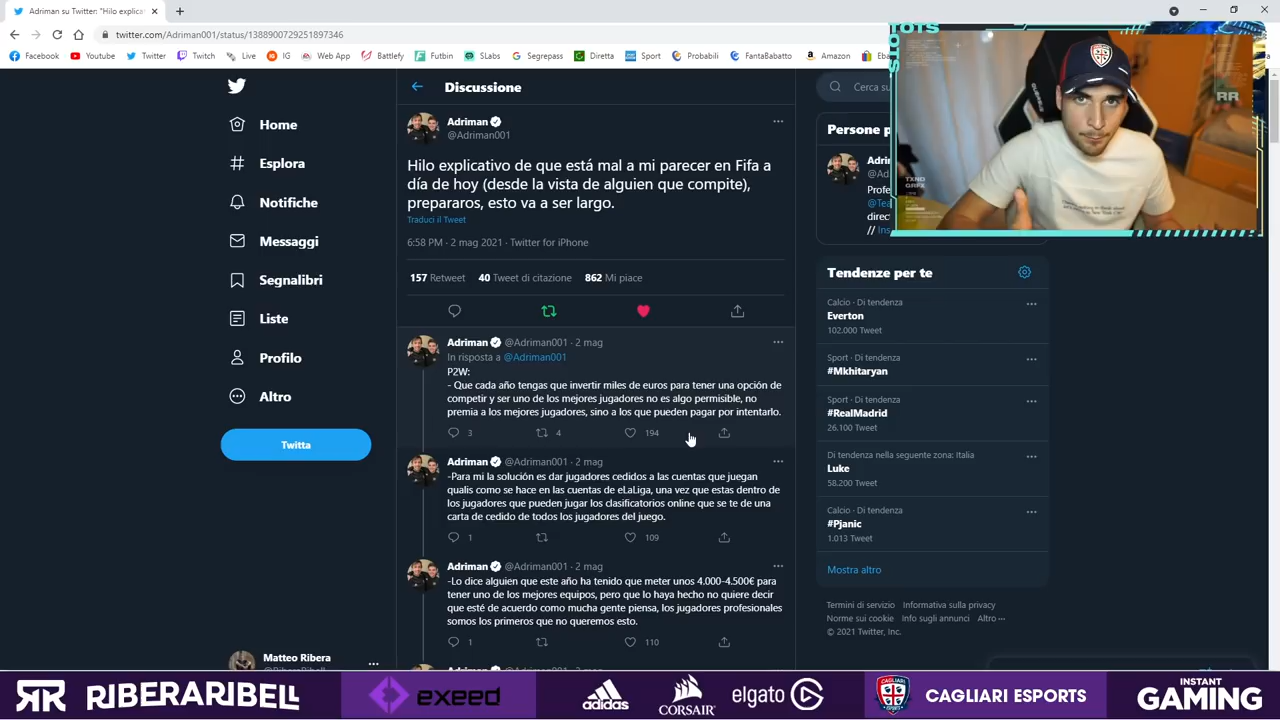 Adriman su Twitter "Hilo explicat
twitter.com/Adriman001/status/1388900729251897346
Facebook
YouTube
Twitter
Twitch
Live
IG
Web App
Battlefy
Futbin
SLabs
Segrepass
Diretta
Sport
Probabili
FantaBabatto
Amazon
Home
Esplora
Notifiche
Messaggi
Segnalibri
Liste
Profilo
Altro
Twitta
Matteo Ribera
Discussione
Adriman
@Adriman001
Hilo explicativo de que está mal a mi parecer en Fifa a
día de hoy (desde la vista de alguien que compite),
prepararos, esto va a ser largo.
Traduci il Tweet
6:58 PM · 2 mag 2021 · Twitter for iPhone
157 Retweet 40 Tweet di citazione 862 Mi piace
Adriman @Adriman001 · 2 mag
In risposta a @Adriman001
P2W:
- Que cada año tengas que invertir miles de euros para tener una opción de
competir y ser uno de los mejores jugadores no es algo permisible, no
premia a los mejores jugadores, sino a los que pueden pagar por intentarlo.
3 4 194
Adriman @Adriman001 · 2 mag
-Para mi la solución es dar jugadores cedidos a las cuentas que juegan
qualis como se hace en las cuentas de eLaLiga, una vez que estas dentro de
los jugadores que pueden jugar los clasificatorios online que se te de una
carta de cedido de todos los jugadores del juego.
1 109
Adriman @Adriman001 · 2 mag
-Lo dice alguien que este año ha tenido que meter unos 4.000-4.500€ para
tener uno de los mejores equipos, pero que lo haya hecho no quiere decir
que esté de acuerdo como mucha gente piensa, los jugadores profesionales
somos los primeros que no queremos esto.
1 110
Cerca su
Persone p
Adri
@Ad
Profe
@Tea
direct
// Ins
Tendenze per te
Calcio · Di tendenza
Everton
102.000 Tweet
Sport · Di tendenza
#Mkhitaryan
Sport · Di tendenza
#RealMadrid
26.100 Tweet
Di tendenza nella seguente zona: Italia
Luke
58.200 Tweet
Calcio · Di tendenza
#Pjanic
1.013 Tweet
Mostra altro
Termini di servizio Informativa sulla privacy
Norme sui cookie Info sugli annunci Altro
© 2021 Twitter, Inc.
TOTS
RR
TXND
GRFX
RR RIBERARIBELL
exeed
adidas
CORSAIR
elgato
CAGLIARI ESPORTS
INSTANT
GAMING